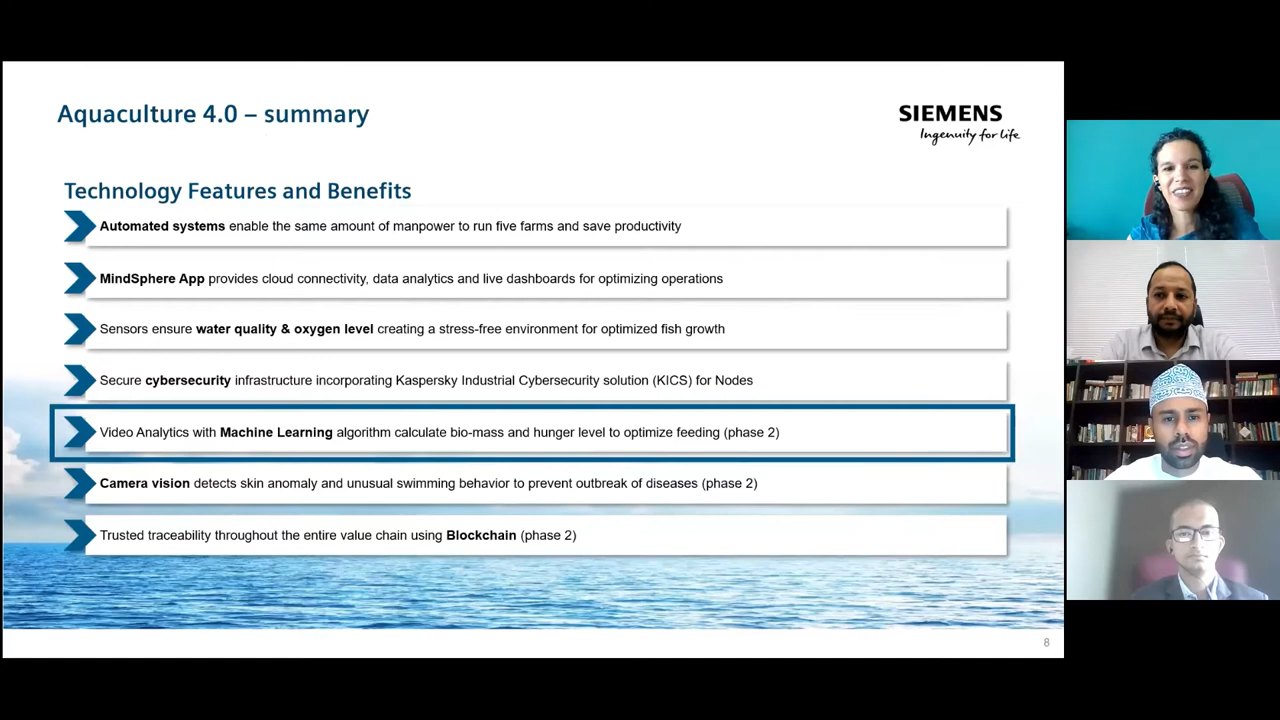 Aquaculture 4.0 – summary
SIEMENS
Ingenuity for life
Technology Features and Benefits
Automated systems enable the same amount of manpower to run five farms and save productivity
MindSphere App provides cloud connectivity, data analytics and live dashboards for optimizing operations
Sensors ensure water quality & oxygen level creating a stress-free environment for optimized fish growth
Secure cybersecurity infrastructure incorporating Kaspersky Industrial Cybersecurity solution (KICS) for Nodes
Video Analytics with Machine Learning algorithm calculate bio-mass and hunger level to optimize feeding (phase 2)
Camera vision detects skin anomaly and unusual swimming behavior to prevent outbreak of diseases (phase 2)
Trusted traceability throughout the entire value chain using Blockchain (phase 2)
8